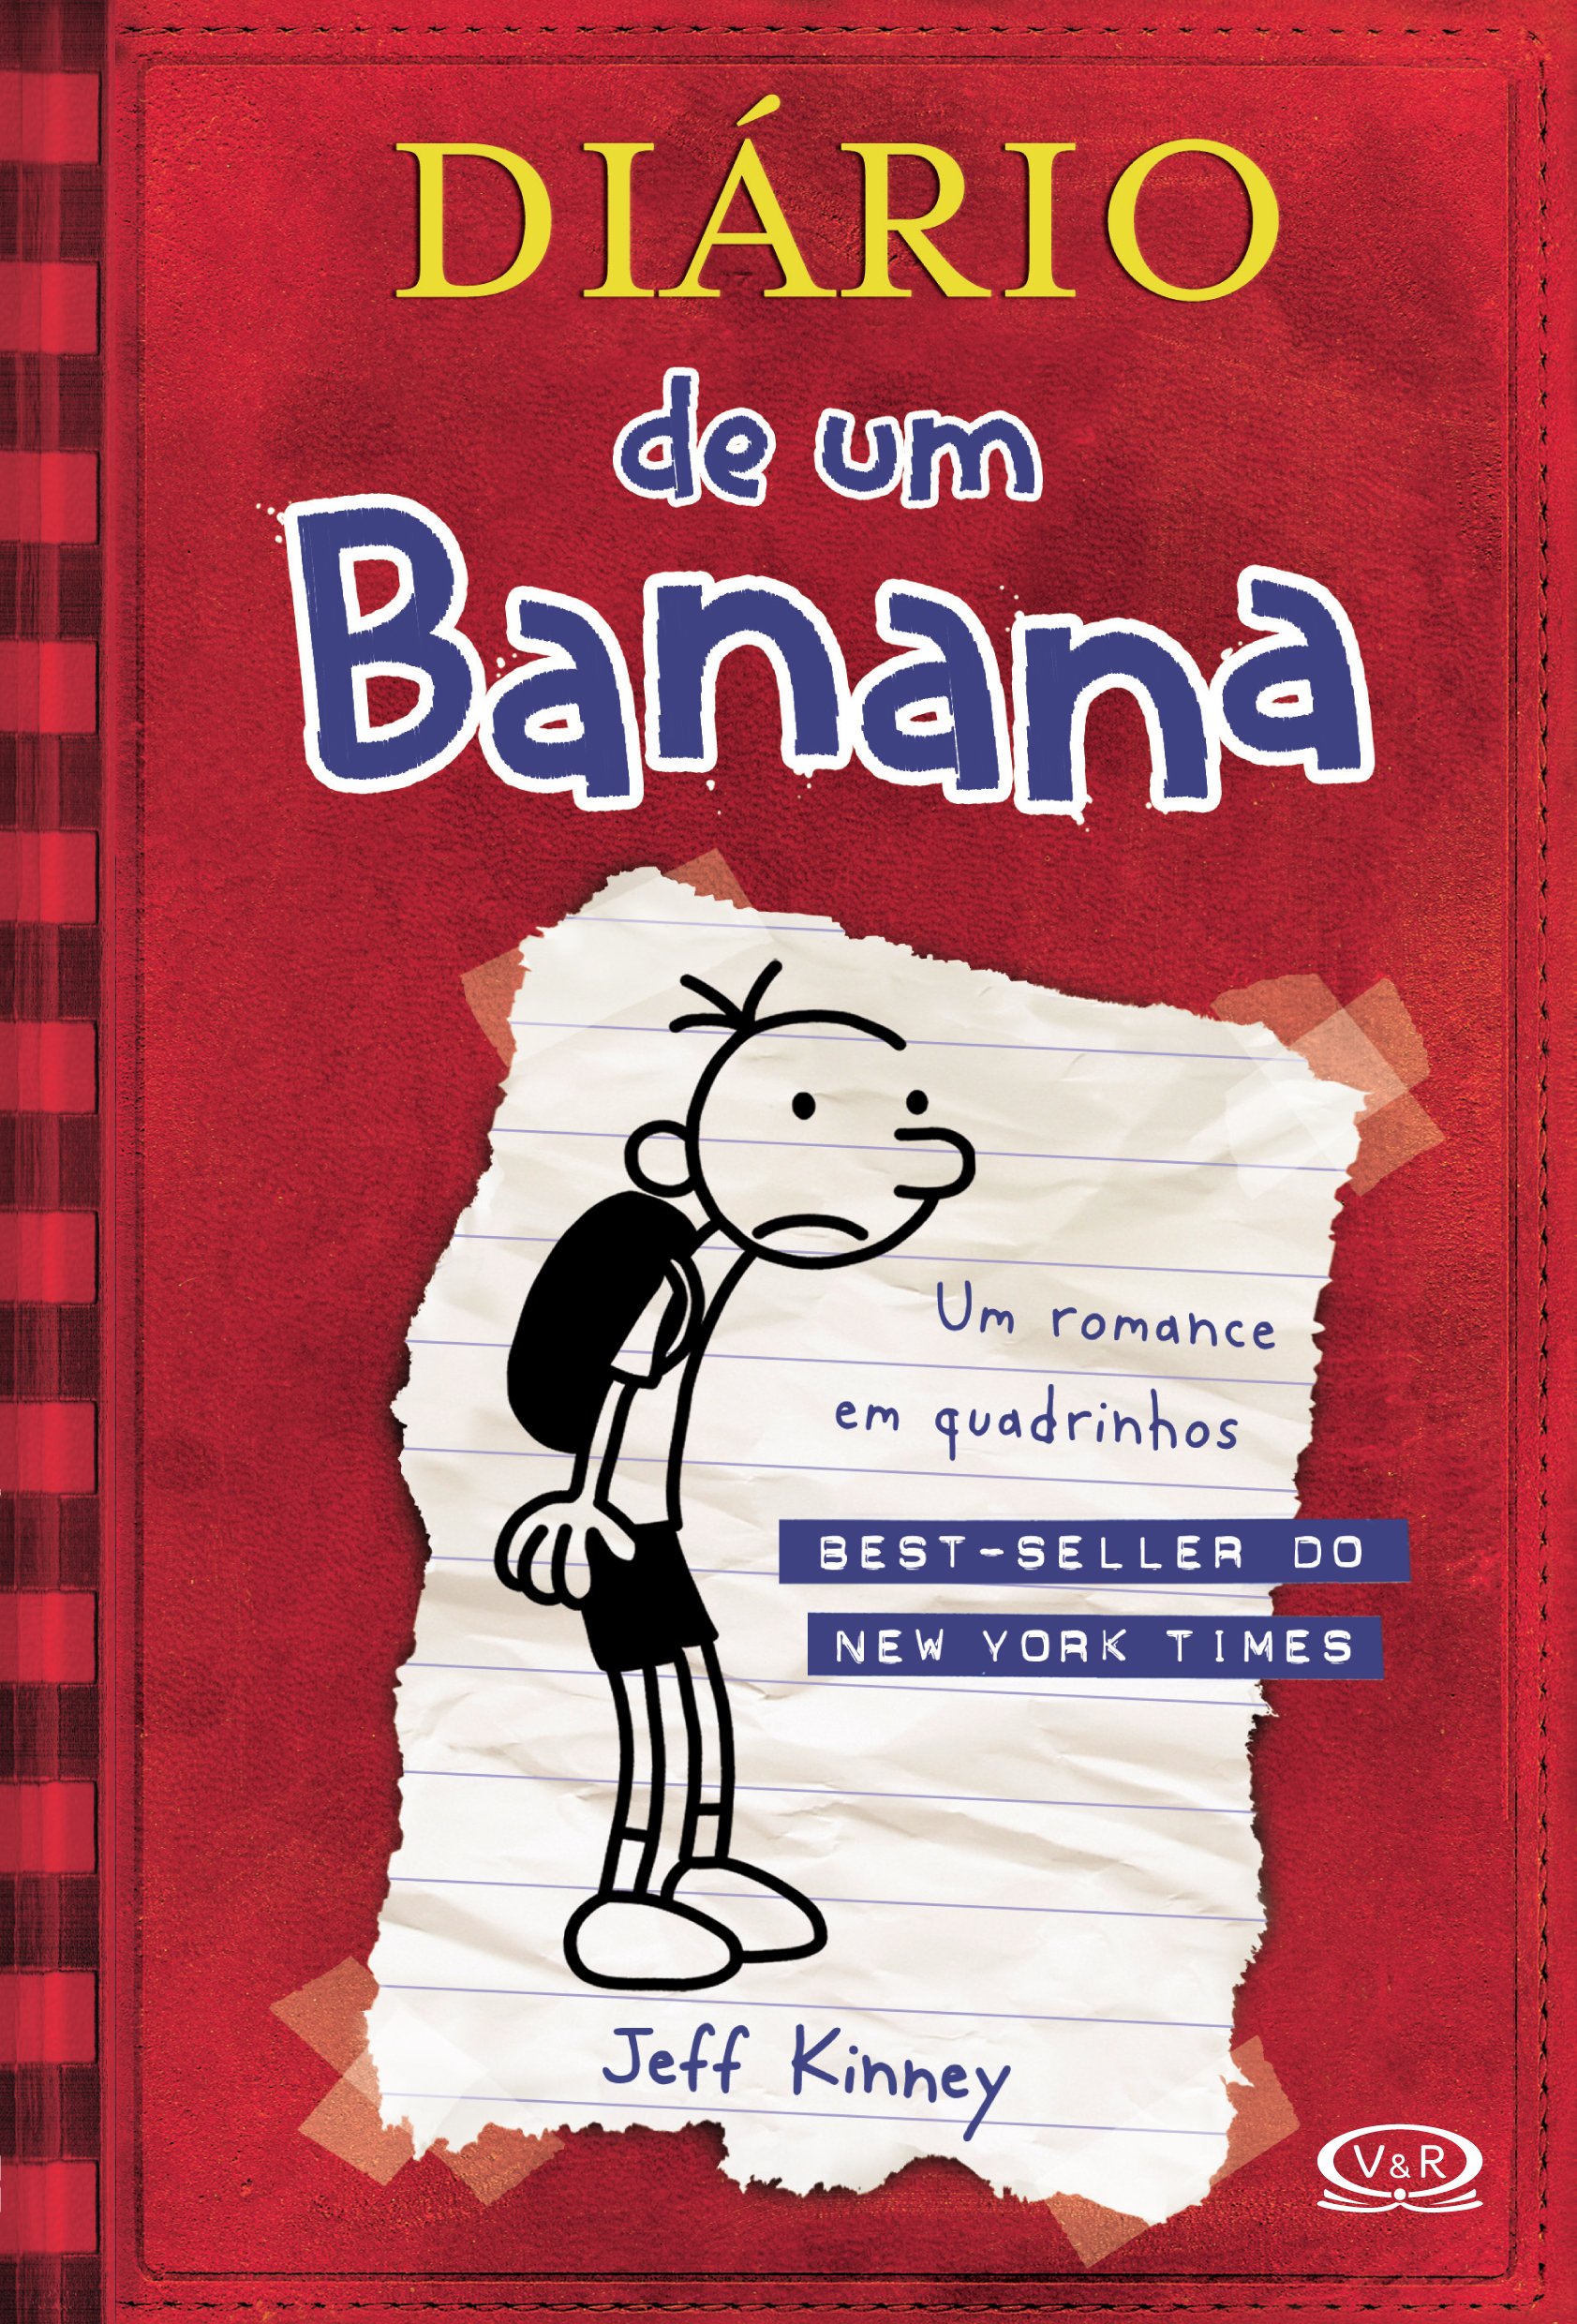 DIÁRIO
de um
Banana
Um romance
em quadrinhos
BEST-SELLER DO
NEW YORK TIMES
Jeff Kinney
V&R